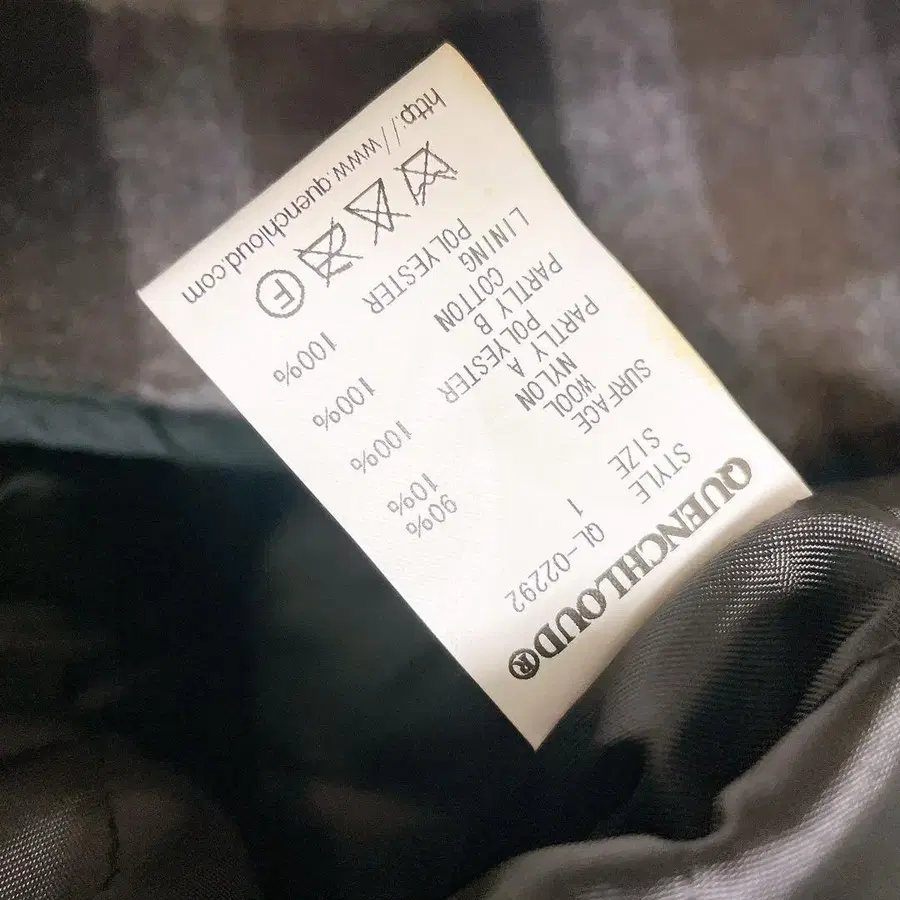 QUENCHLOUD®
STYLE QL-02292
SIZE 1
SURFACE
WOOL 90%
NYLON 10%
PARTLY A
POLYESTER 100%
PARTLY B
COTTON 100%
LINING
POLYESTER 100%
F
http://www.quenchloud.com